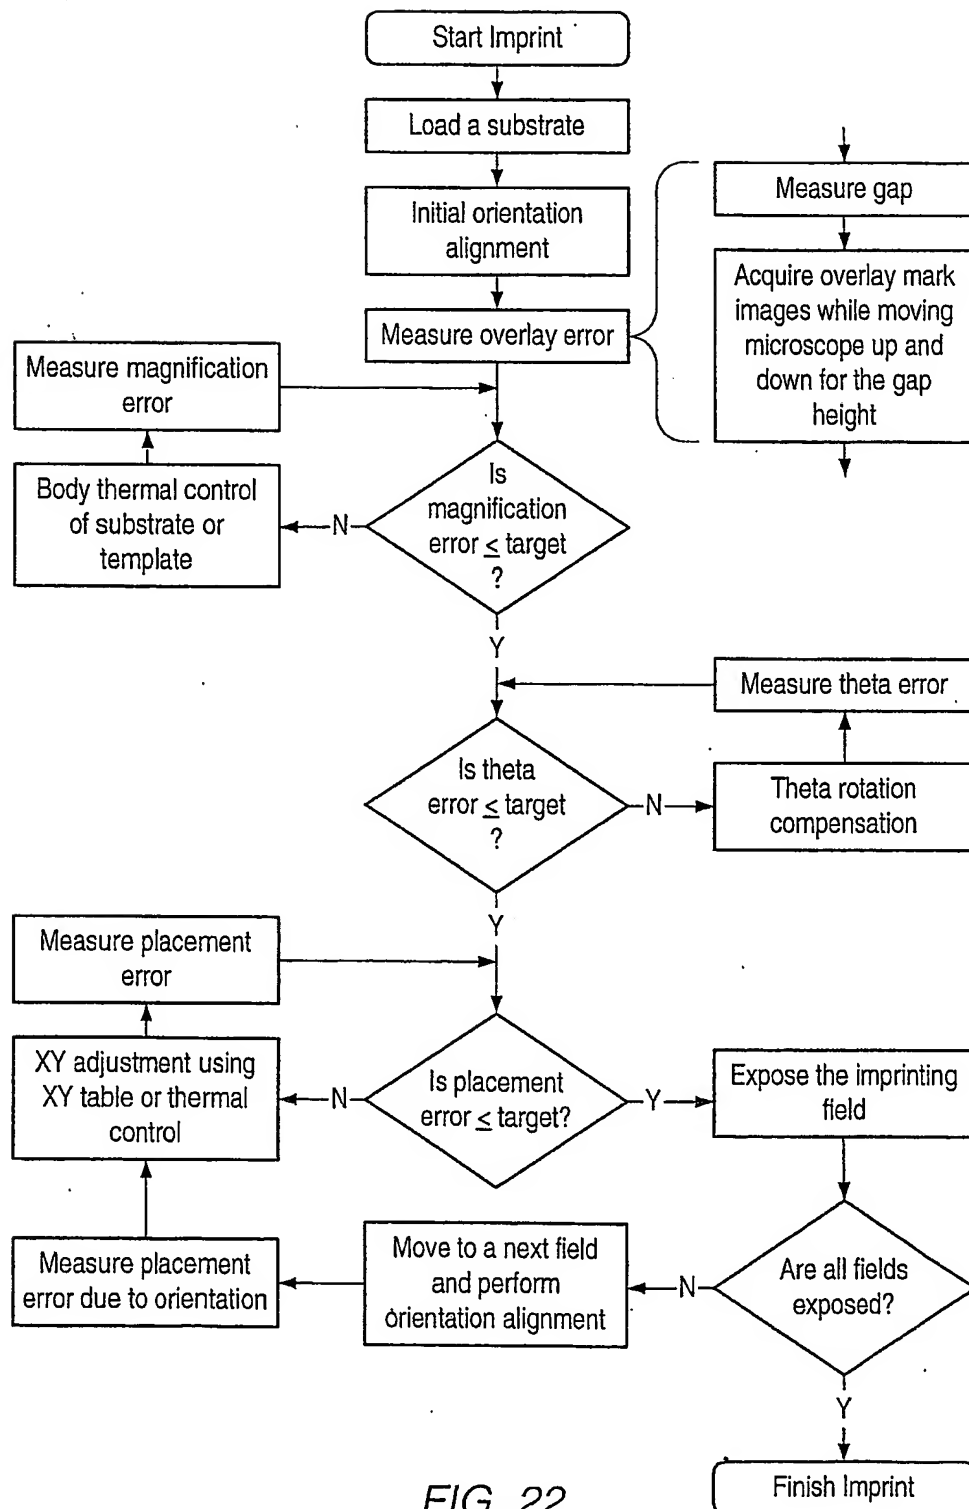 Start Imprint
Load a substrate
Initial orientation
alignment
Measure overlay error
Measure gap
Acquire overlay mark
images while moving
microscope up and
down for the gap
height
Measure magnification
error
Body thermal control
of substrate or
template
N
Is
magnification
error ≤ target
?
Y
Measure theta error
Is theta
error ≤ target
?
N
Theta rotation
compensation
Y
Measure placement
error
XY adjustment using
XY table or thermal
control
N
Is placement
error ≤ target?
Y
Expose the imprinting
field
Measure placement
error due to orientation
Move to a next field
and perform
orientation alignment
N
Are all fields
exposed?
Y
Finish Imprint
FIG. 22